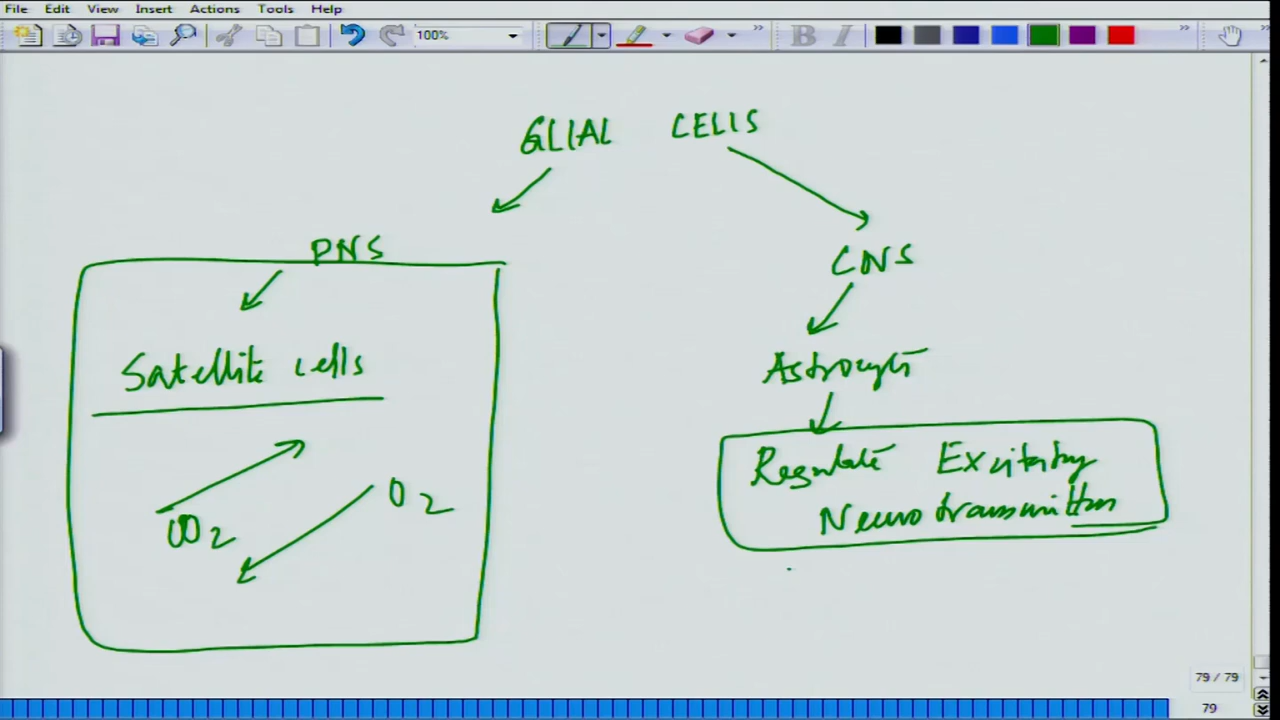 File Edit View Insert Actions Tools Help
100%
GLIAL CELLS
PNS
CNS
Satellite cells
Astrocyte
CO2
O2
Regulate Excitatory
Neurotransmitters
79 / 79
79